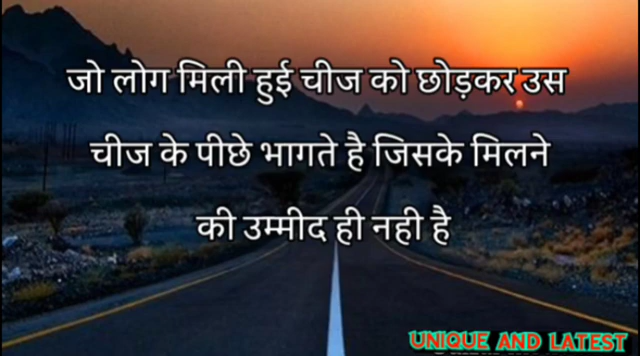 जो लोग मिली हुई चीज को छोड़कर उस
चीज के पीछे भागते है जिसके मिलने
की उम्मीद ही नही है
UNIQUE AND LATEST